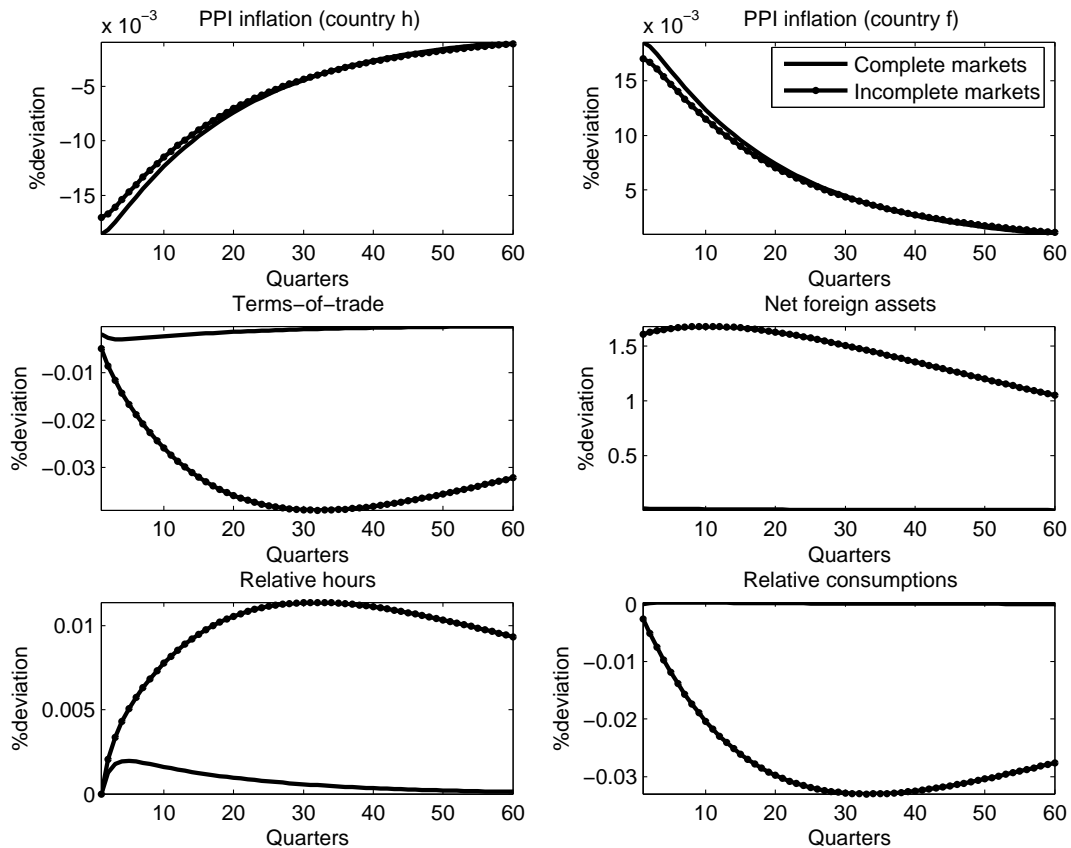 x 10⁻³ PPI inflation (country h)
%deviation
−5
−10
−15
10 20 30 40 50 60
Quarters
x 10⁻³ PPI inflation (country f)
Complete markets
Incomplete markets
%deviation
15
10
5
10 20 30 40 50 60
Quarters
Terms−of−trade
%deviation
−0.01
−0.02
−0.03
10 20 30 40 50 60
Quarters
Net foreign assets
%deviation
1.5
1
0.5
10 20 30 40 50 60
Quarters
Relative hours
%deviation
0.01
0.005
0
10 20 30 40 50 60
Quarters
Relative consumptions
%deviation
0
−0.01
−0.02
−0.03
10 20 30 40 50 60
Quarters